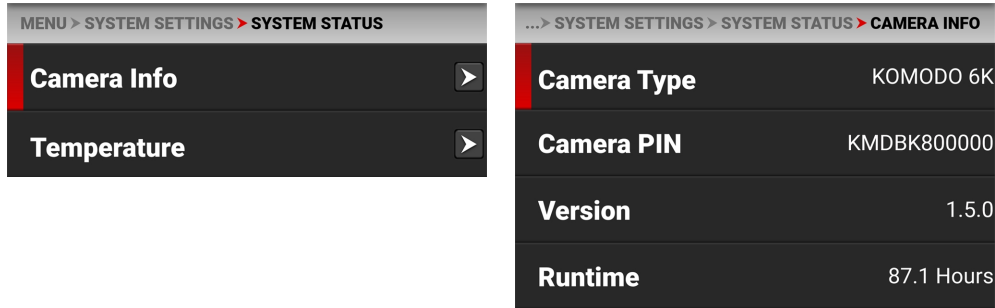 MENU > SYSTEM SETTINGS > SYSTEM STATUS
Camera Info
Temperature
...> SYSTEM SETTINGS > SYSTEM STATUS > CAMERA INFO
Camera Type KOMODO 6K
Camera PIN KMDBK800000
Version 1.5.0
Runtime 87.1 Hours